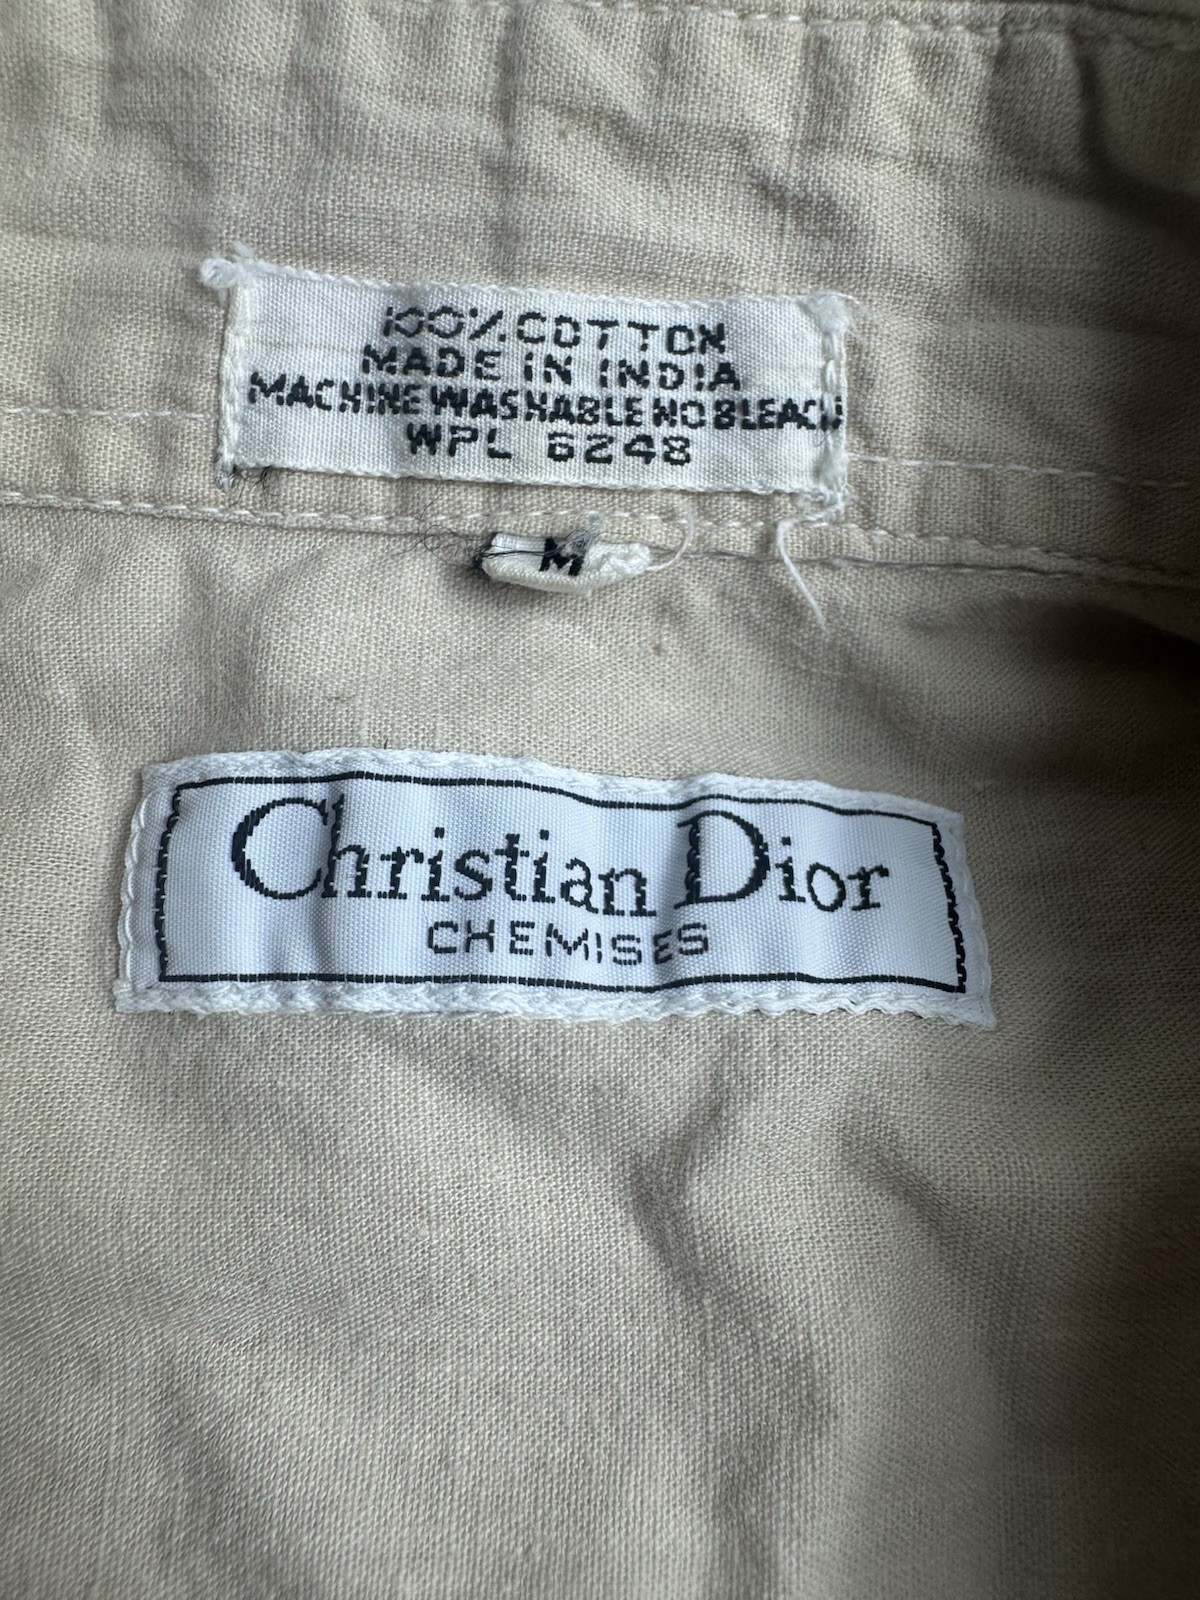 100% COTTON
MADE IN INDIA
MACHINE WASHABLE NO BLEACH
WPL 6248
M
Christian Dior
CHEMISES